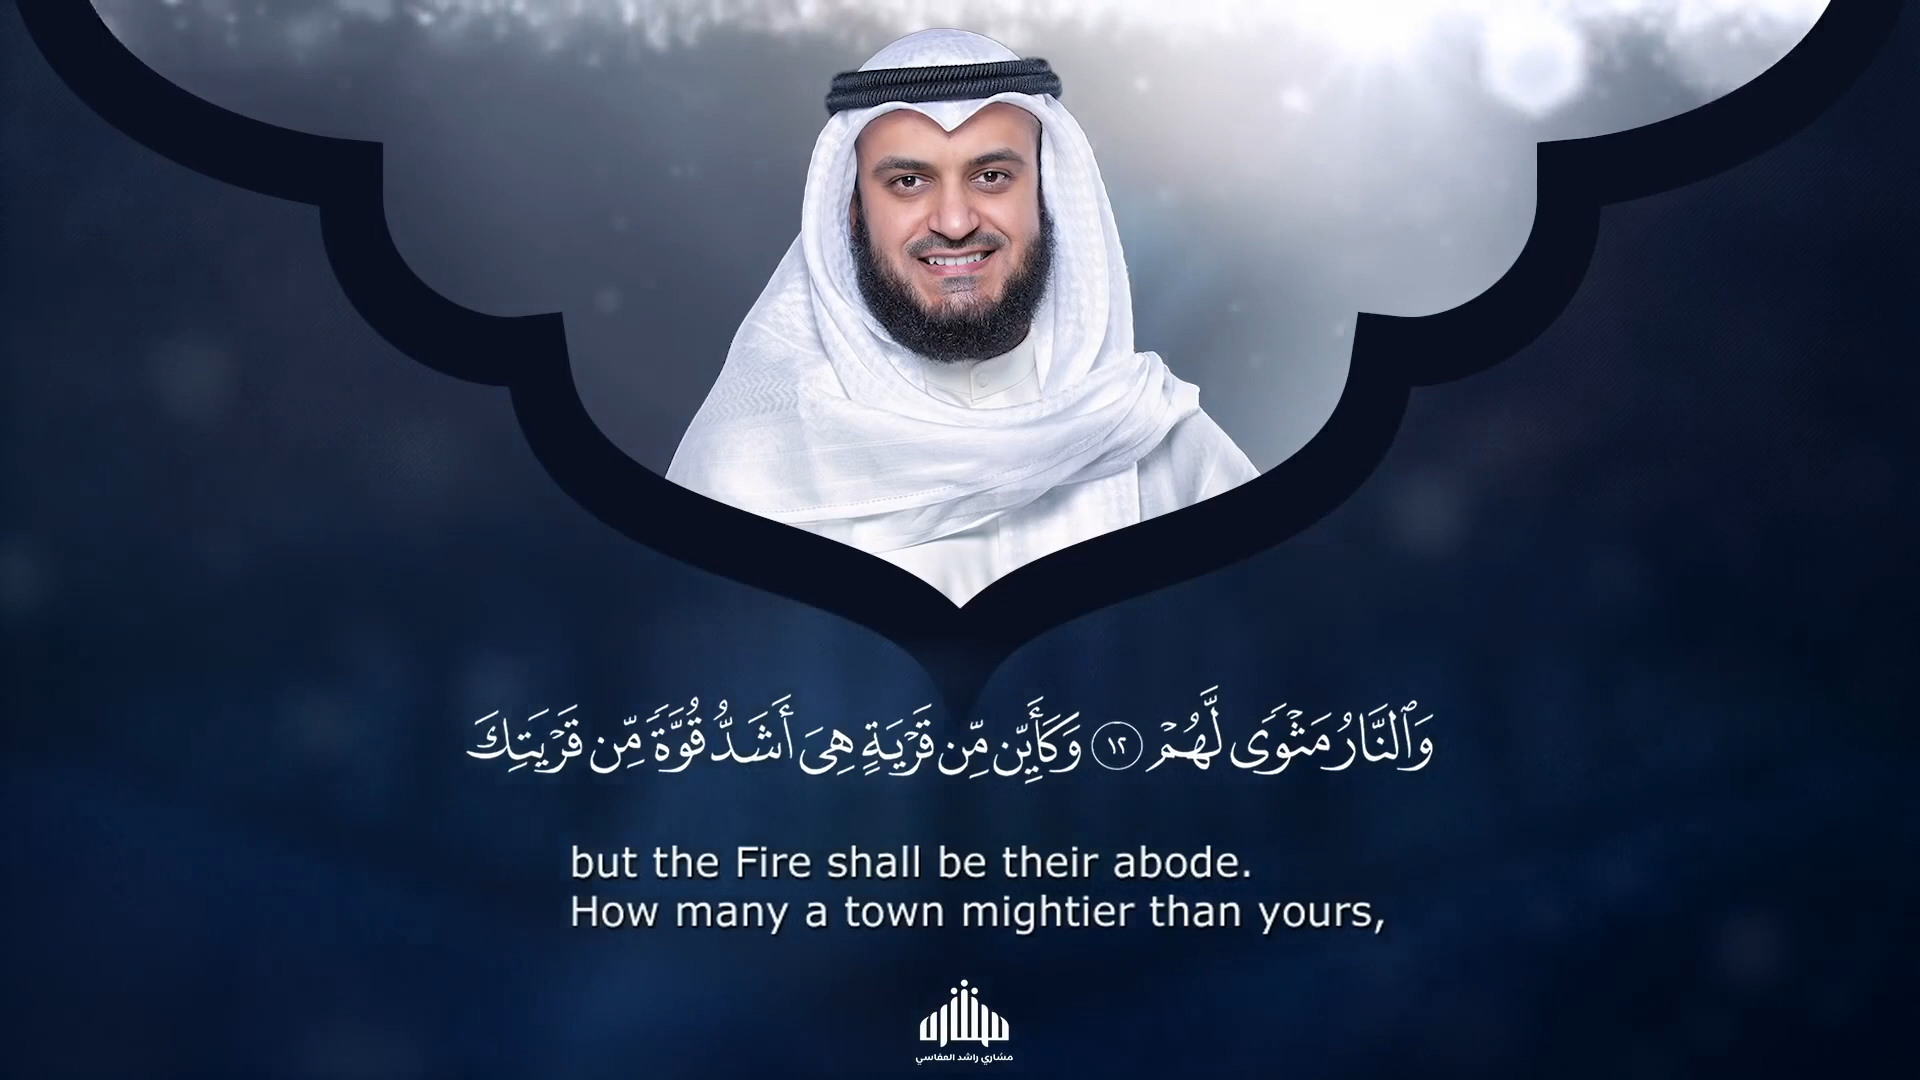 وَٱلنَّارُ مَثْوًى لَّهُمْ ١٢ وَكَأَيِّن مِّن قَرْيَةٍ هِىَ أَشَدُّ قُوَّةً مِّن قَرْيَتِكَ
but the Fire shall be their abode.
How many a town mightier than yours,
مشاري
مشاري راشد العفاسي